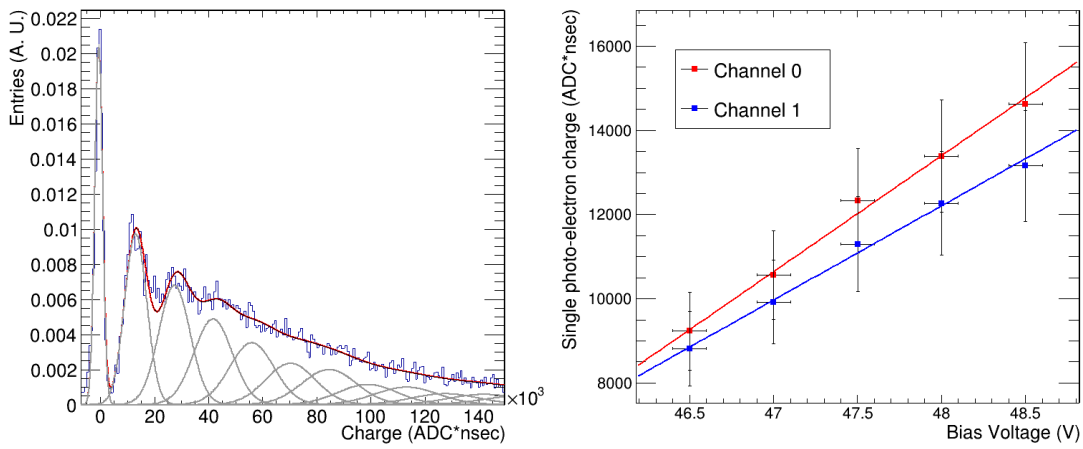 Entries (A. U.)
0.022
0.02
0.018
0.016
0.014
0.012
0.01
0.008
0.006
0.004
0.002
0
0 20 40 60 80 100 120 140 ×10³
Charge (ADC*nsec)
Single photo-electron charge (ADC*nsec)
16000
14000
12000
10000
8000
Channel 0
Channel 1
46.5 47 47.5 48 48.5
Bias Voltage (V)